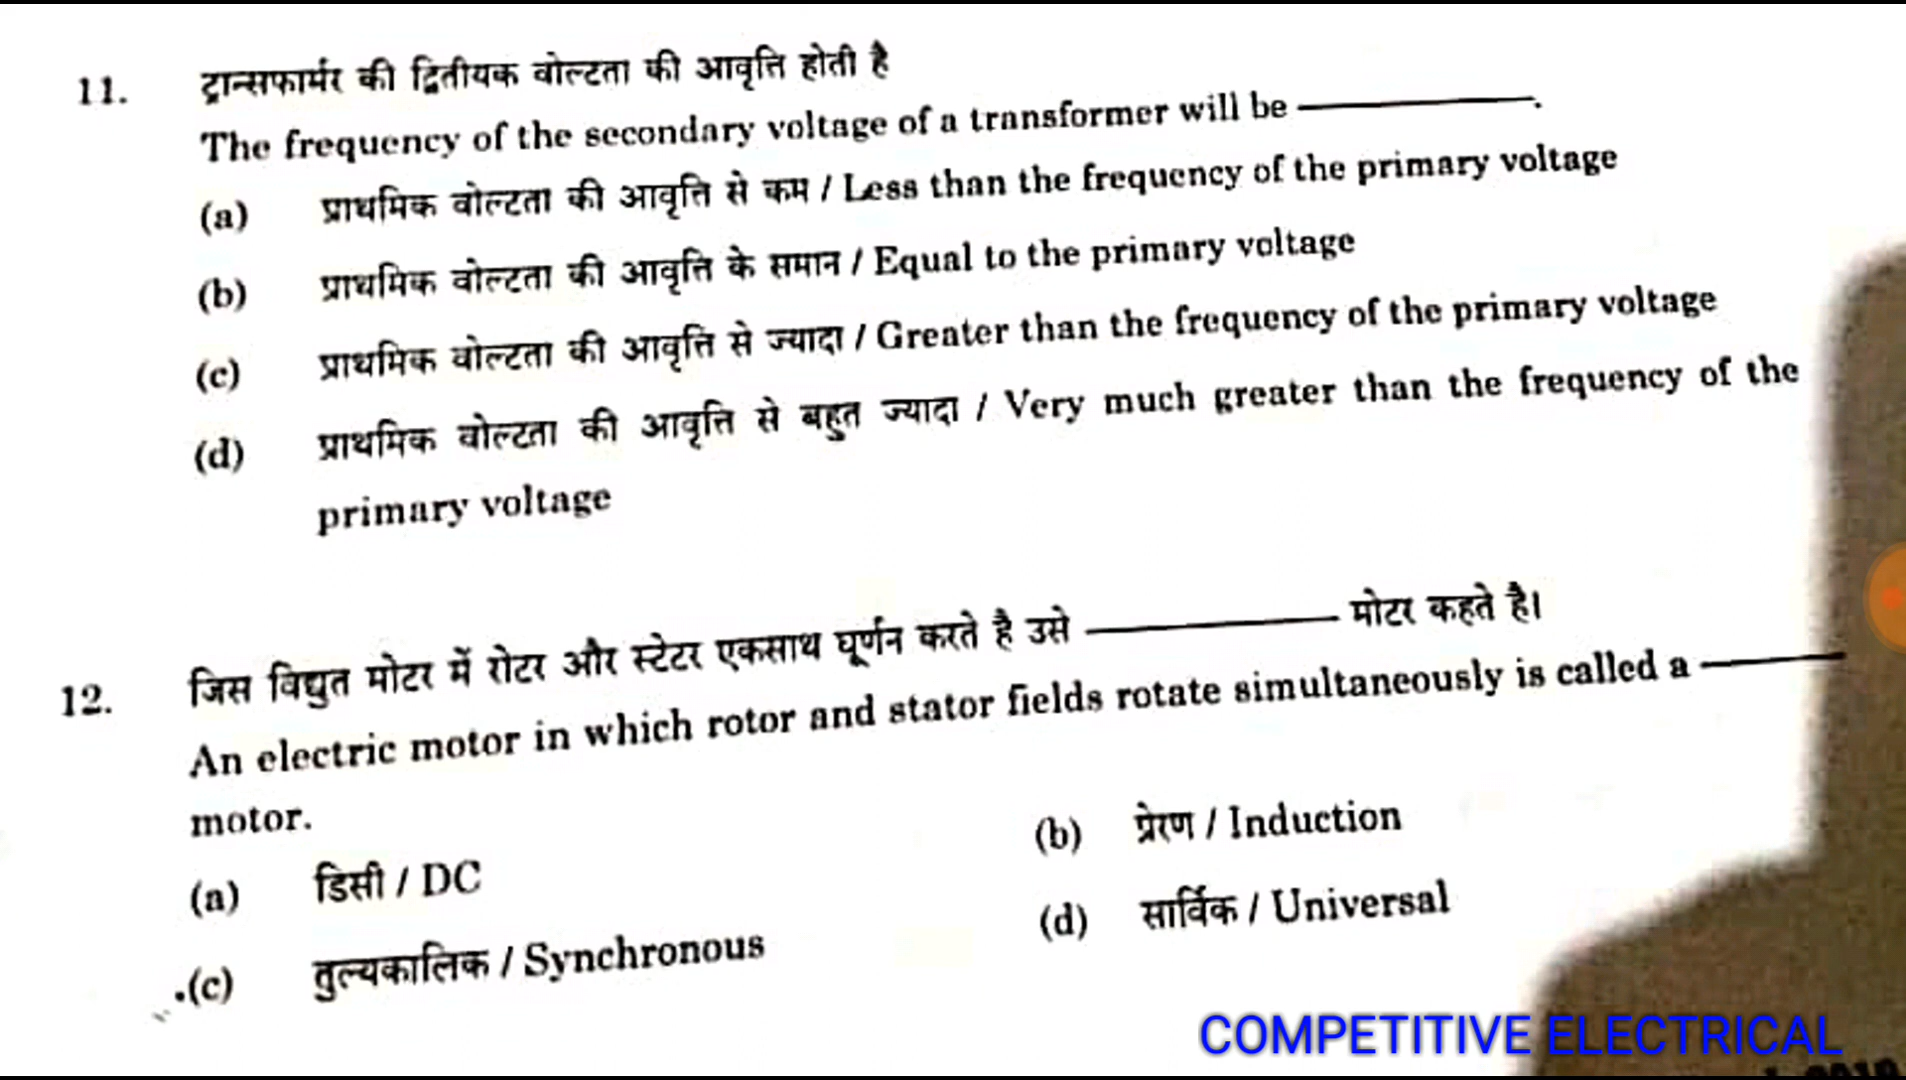 11. ट्रान्सफार्मर की द्वितीयक वोल्टता की आवृत्ति होती है
The frequency of the secondary voltage of a transformer will be ________.
(a) प्राथमिक वोल्टता की आवृत्ति से कम / Less than the frequency of the primary voltage
(b) प्राथमिक वोल्टता की आवृत्ति के समान / Equal to the primary voltage
(c) प्राथमिक वोल्टता की आवृत्ति से ज्यादा / Greater than the frequency of the primary voltage
(d) प्राथमिक वोल्टता की आवृत्ति से बहुत ज्यादा / Very much greater than the frequency of the
primary voltage
12. जिस विद्युत मोटर में रोटर और स्टेटर एकसाथ घूर्णन करते है उसे ________ मोटर कहते है।
An electric motor in which rotor and stator fields rotate simultaneously is called a ________
motor.
(a) डिसी / DC (b) प्रेरण / Induction
(c) तुल्यकालिक / Synchronous (d) सार्विक / Universal
COMPETITIVE ELECTRICAL